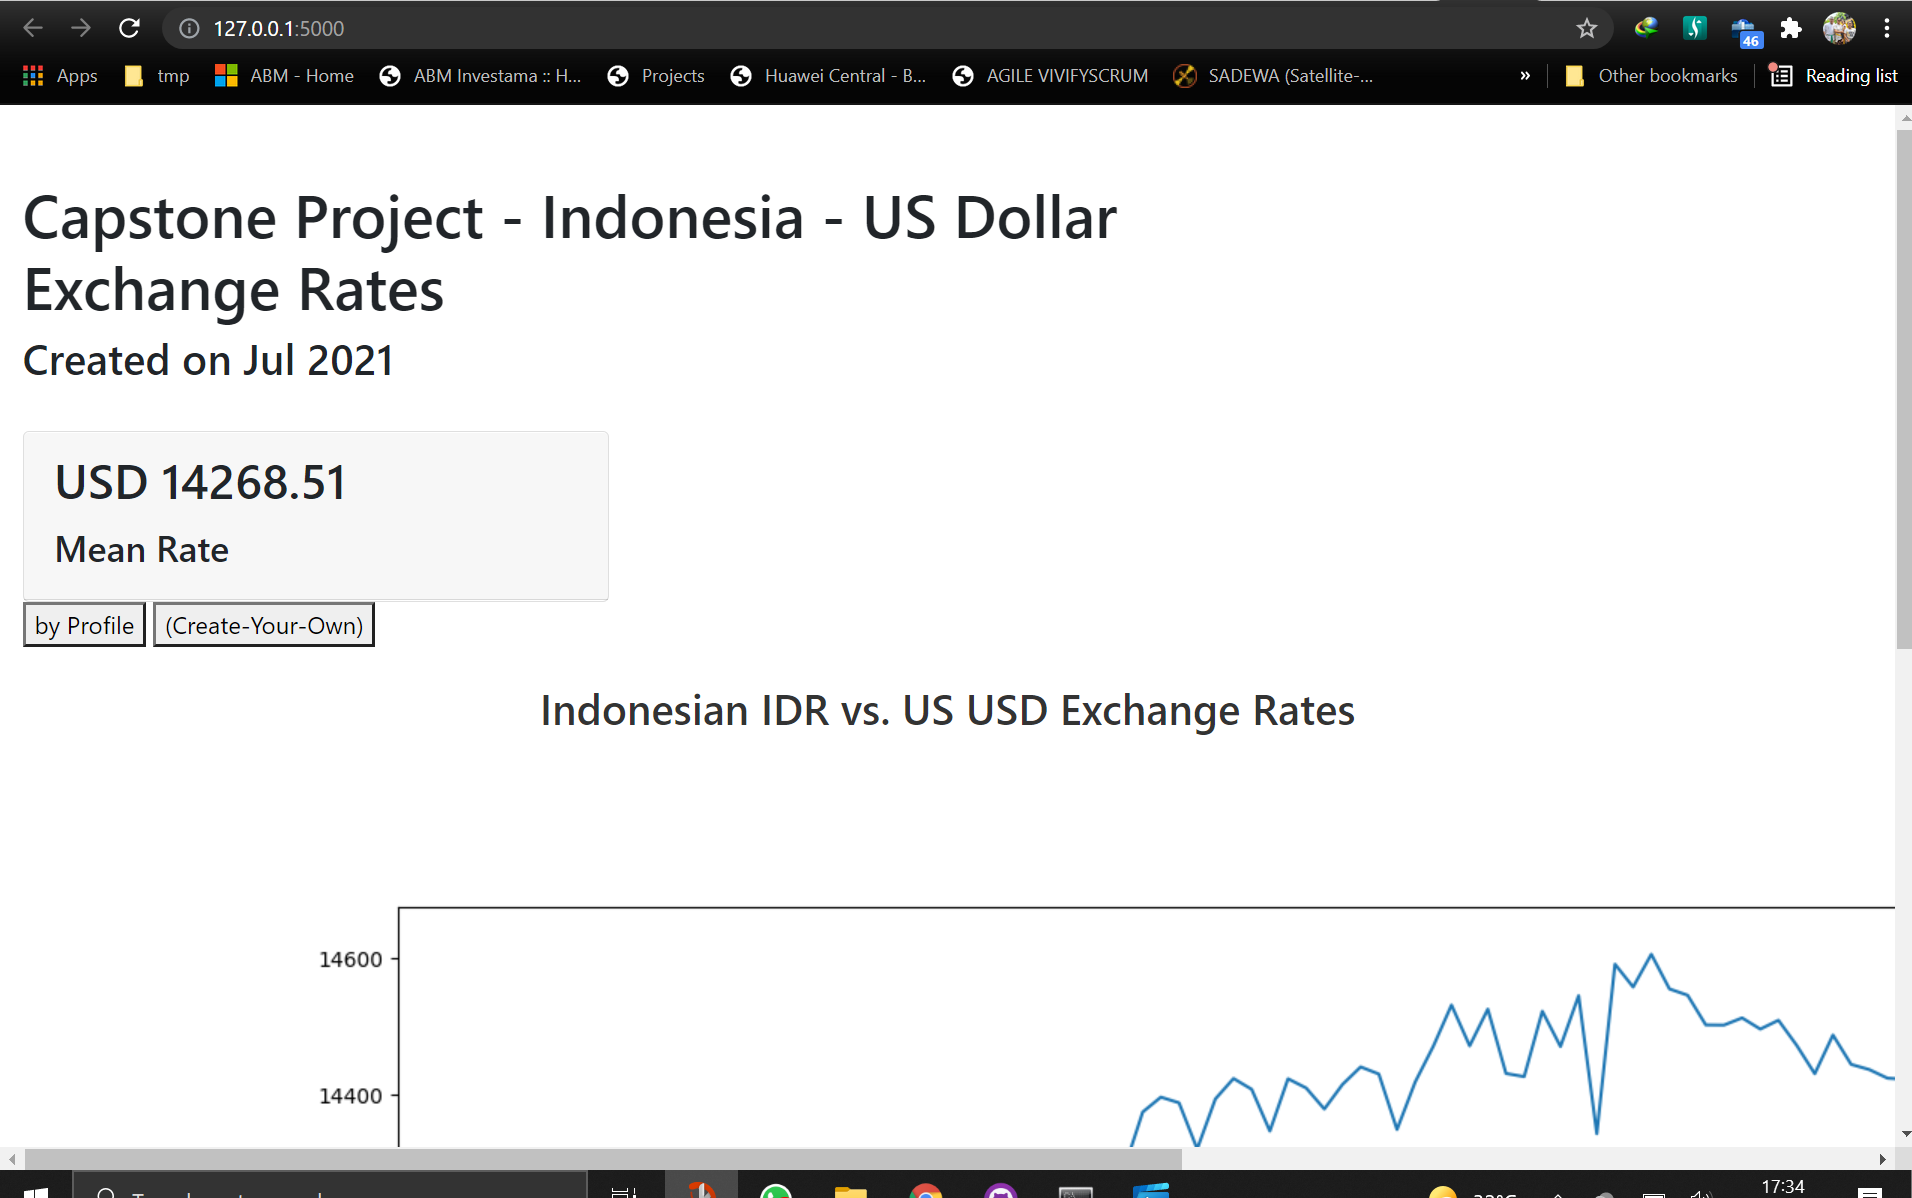 127.0.0.1:5000
46
Apps tmp ABM - Home ABM Investama :: H... Projects Huawei Central - B... AGILE VIVIFYSCRUM SADEWA (Satellite-... » Other bookmarks Reading list
Capstone Project - Indonesia - US Dollar
Exchange Rates
Created on Jul 2021
USD 14268.51
Mean Rate
by Profile (Create-Your-Own)
Indonesian IDR vs. US USD Exchange Rates
14600
14400
17:34